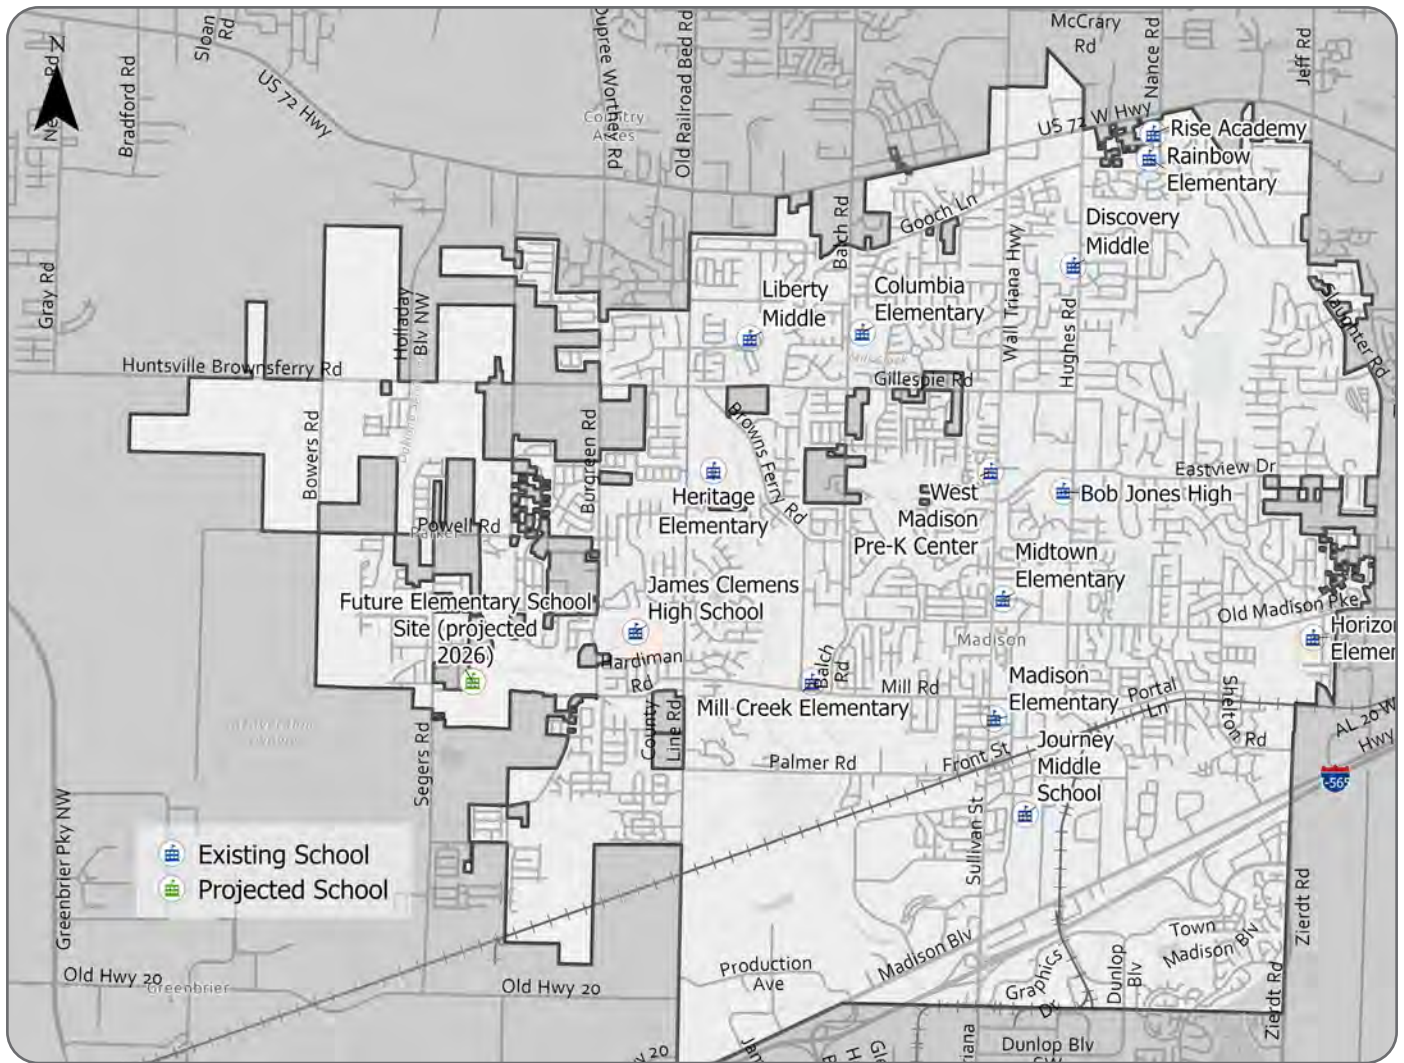 McCrary
Rd
Sloan
Rd
N
Bradford Rd
US 72 Hwy
Dupree Worthey Rd
Old Railroad Bed Rd
Nance Rd
Jeff Rd
Country
Acres
US 72 W Hwy
Rise Academy
Rainbow
Elementary
Gooch Ln
Balch Rd
Discovery
Middle
Gray Rd
Holladay
Blv NW
Liberty
Middle
Columbia
Elementary
Wall Triana Hwy
Hughes Rd
Slaughter Rd
Huntsville Brownsferry Rd
Gillespie Rd
Bowers Rd
Burgreen Rd
Browns Ferry Rd
Eastview Dr
Heritage
Elementary
West
Madison
Pre-K Center
Bob Jones High
Powell Rd
Midtown
Elementary
James Clemens
High School
Future Elementary School
Site (projected
2026)
Old Madison Pke
Horizo
Elemen
Madison
Hardiman
Rd
Balch
Rd
Mill Rd
Mill Creek Elementary
Madison
Elementary
Portal
Ln
Shelton Rd
County
Line Rd
Segers Rd
AL 20 W
Hwy
Front St
Journey
Middle
School
Palmer Rd
I-565
Greenbrier Pky NW
Existing School
Projected School
Sullivan St
Zierdt Rd
Town
Madison Blv
Madison Blv
Production
Ave
Graphics
Dr
Dunlop
Blv
Old Hwy 20
Greenbrier
Old Hwy 20
Zierdt Rd
Dunlop Blv